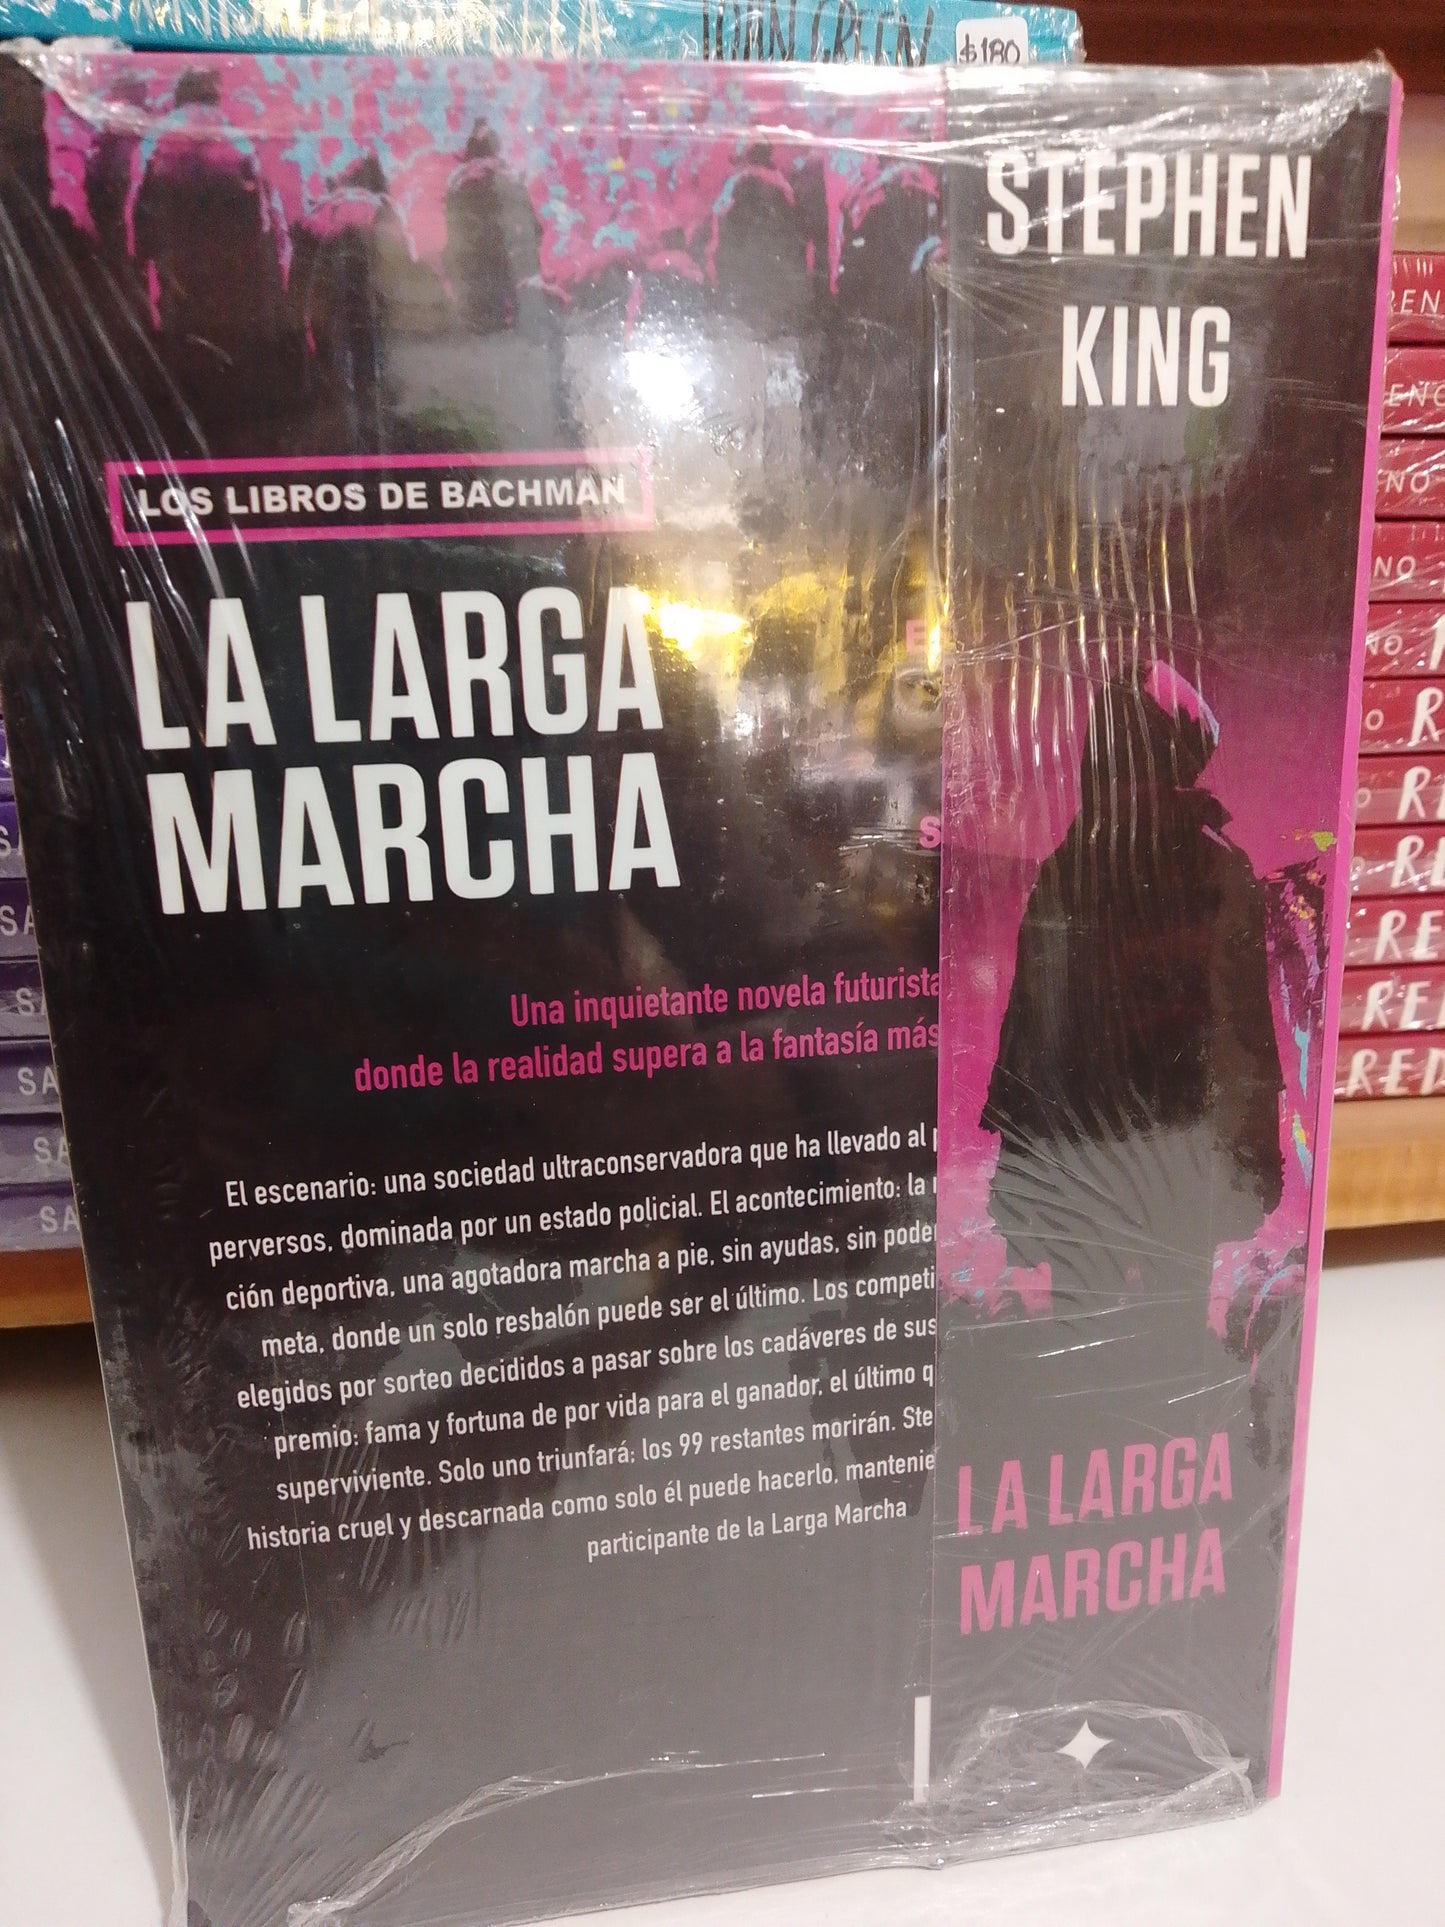 JOHN GREEN
$180
STEPHEN
KING
LOS LIBROS DE BACHMAN
LA LARGA
MARCHA
Una inquietante novela futurista
donde la realidad supera a la fantasía más
El escenario: una sociedad ultraconservadora que ha llevado al
perversos, dominada por un estado policial. El acontecimiento: la
ción deportiva, una agotadora marcha a pie, sin ayudas, sin poder
meta, donde un solo resbalón puede ser el último. Los competi
elegidos por sorteo decididos a pasar sobre los cadáveres de sus
premio: fama y fortuna de por vida para el ganador, el último q
superviviente. Solo uno triunfará; los 99 restantes morirán. Ste
historia cruel y descarnada como solo él puede hacerlo, mantenie
participante de la Larga Marcha
LA LARGA
MARCHA